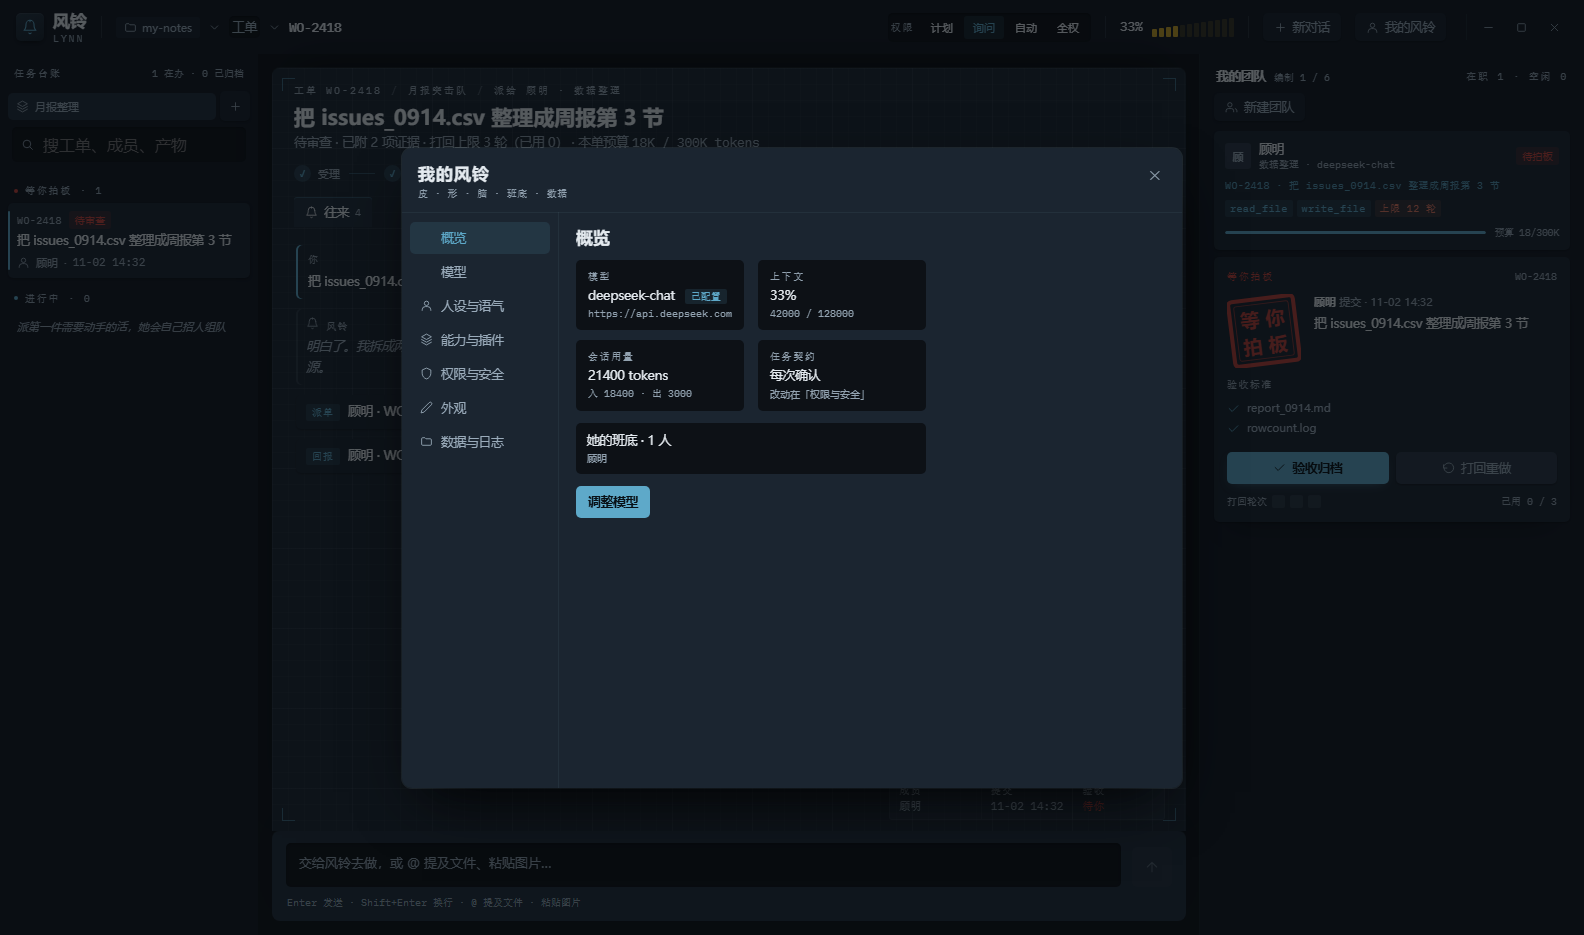 风铃
LYNN
my-notes
工单
WO-2418
权限
计划
询问
自动
全权
33%
新对话
我的风铃
任务台账
1 在办 · 0 已归档
月报整理
搜工单、成员、产物
等你拍板 · 1
WO-2418 待审查
把 issues_0914.csv 整理成周报第 3 节
顾明 · 11-02 14:32
进行中 · 0
派第一件需要动手的活，她会自己招人组队
工单 WO-2418 / 月报突击队 / 派给 顾明 · 数据整理
把 issues_0914.csv 整理成周报第 3 节
待审查 · 已附 2 项证据 · 打回上限 3 轮（已用 0） · 本单预算 18K / 300K tokens
受理
往来 4
你
把 issues_0914.c
风铃
明白了。我拆成两
源。
派单 顾明 · WO
回报 顾明 · WO
我的风铃
皮 · 形 · 脑 · 班底 · 数据
概览
模型
人设与语气
能力与插件
权限与安全
外观
数据与日志
概览
模型
deepseek-chat 已配置
https://api.deepseek.com
上下文
33%
42000 / 128000
会话用量
21400 tokens
入 18400 · 出 3000
任务契约
每次确认
改动在「权限与安全」
她的班底 · 1 人
顾明
调整模型
顾明
11-02 14:32
待你
交给风铃去做，或 @ 提及文件、粘贴图片...
Enter 发送 · Shift+Enter 换行 · @ 提及文件 · 粘贴图片
我的团队 编制 1 / 6
在职 1 · 空闲 0
新建团队
顾
顾明
数据整理 · deepseek-chat
待拍板
WO-2418 · 把 issues_0914.csv 整理成周报第 3 节
read_file
write_file
上限 12 轮
预算 18/300K
等你拍板
WO-2418
等你拍板
顾明 提交 · 11-02 14:32
把 issues_0914.csv 整理成周报第 3 节
验收标准
report_0914.md
rowcount.log
验收归档
打回重做
打回轮次
已用 0 / 3